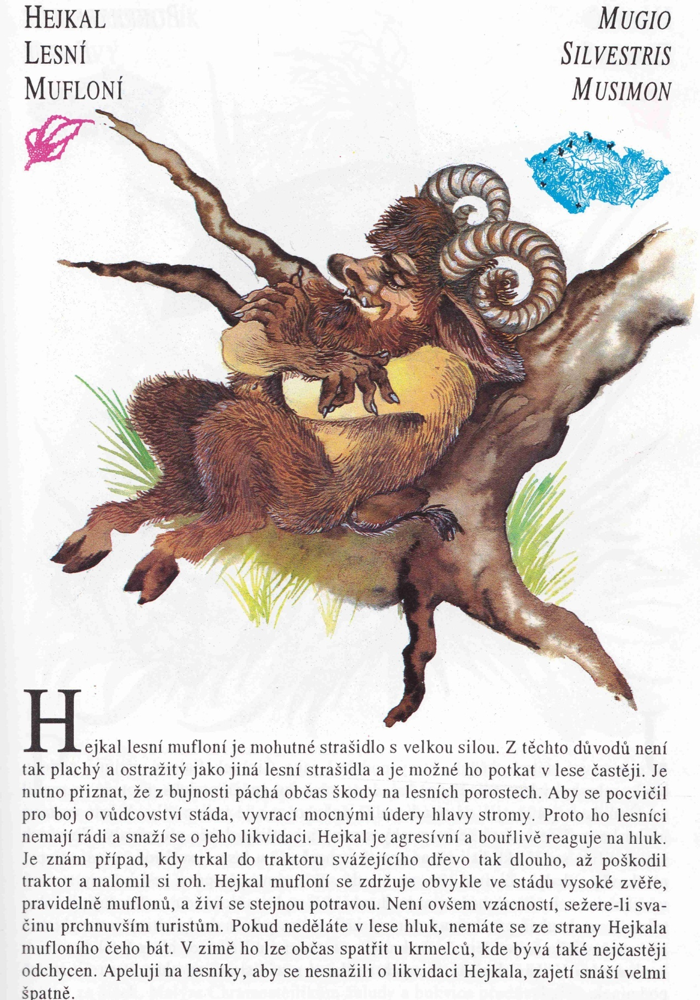 HEJKAL
LESNÍ
MUFLONÍ
MUGIO
SILVESTRIS
MUSIMON
Hejkal lesní mufloní je mohutné strašidlo s velkou silou. Z těchto důvodů není
tak plachý a ostražitý jako jiná lesní strašidla a je možné ho potkat v lese častěji. Je
nutno přiznat, že z bujnosti páchá občas škody na lesních porostech. Aby se pocvičil
pro boj o vůdcovství stáda, vyvrací mocnými údery hlavy stromy. Proto ho lesníci
nemají rádi a snaží se o jeho likvidaci. Hejkal je agresívní a bouřlivě reaguje na hluk.
Je znám případ, kdy trkal do traktoru svážejícího dřevo tak dlouho, až poškodil
traktor a nalomil si roh. Hejkal mufloní se zdržuje obvykle ve stádu vysoké zvěře,
pravidelně muflonů, a živí se stejnou potravou. Není ovšem vzácností, sežere-li sva-
činu prchnuvším turistům. Pokud neděláte v lese hluk, nemáte se ze strany Hejkala
mufloního čeho bát. V zimě ho lze občas spatřit u krmelců, kde bývá také nejčastěji
odchycen. Apeluji na lesníky, aby se nesnažili o likvidaci Hejkala, zajetí snáší velmi
špatně.